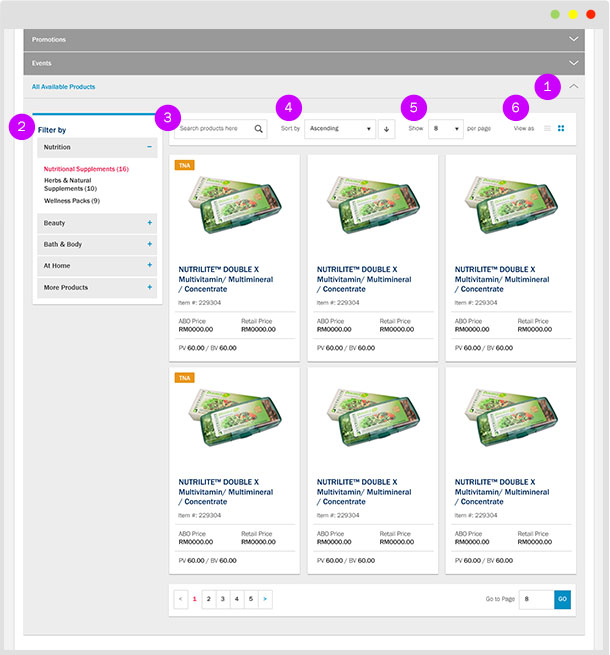 Promotions
Events
All Available Products
1
2
3
4
5
6
Filter by
Nutrition
Nutritional Supplements (16)
Herbs & Natural
Supplements (10)
Wellness Packs (9)
Beauty
Bath & Body
At Home
More Products
Search products here
Sort by Ascending
Show 8 per page
View as
TNA
NUTRILITE™ DOUBLE X
Multivitamin/ Multimineral
/ Concentrate
Item #: 229304
ABO Price Retail Price
RM0000.00 RM0000.00
PV 60.00 / BV 60.00
NUTRILITE™ DOUBLE X
Multivitamin/ Multimineral
/ Concentrate
Item #: 229304
ABO Price Retail Price
RM0000.00 RM0000.00
PV 60.00 / BV 60.00
NUTRILITE™ DOUBLE X
Multivitamin/ Multimineral
/ Concentrate
Item #: 229304
ABO Price Retail Price
RM0000.00 RM0000.00
PV 60.00 / BV 60.00
TNA
NUTRILITE™ DOUBLE X
Multivitamin/ Multimineral
/ Concentrate
Item #: 229304
ABO Price Retail Price
RM0000.00 RM0000.00
PV 60.00 / BV 60.00
NUTRILITE™ DOUBLE X
Multivitamin/ Multimineral
/ Concentrate
Item #: 229304
ABO Price Retail Price
RM0000.00 RM0000.00
PV 60.00 / BV 60.00
NUTRILITE™ DOUBLE X
Multivitamin/ Multimineral
/ Concentrate
Item #: 229304
ABO Price Retail Price
RM0000.00 RM0000.00
PV 60.00 / BV 60.00
< 1 2 3 4 5 >
Go to Page 8 GO